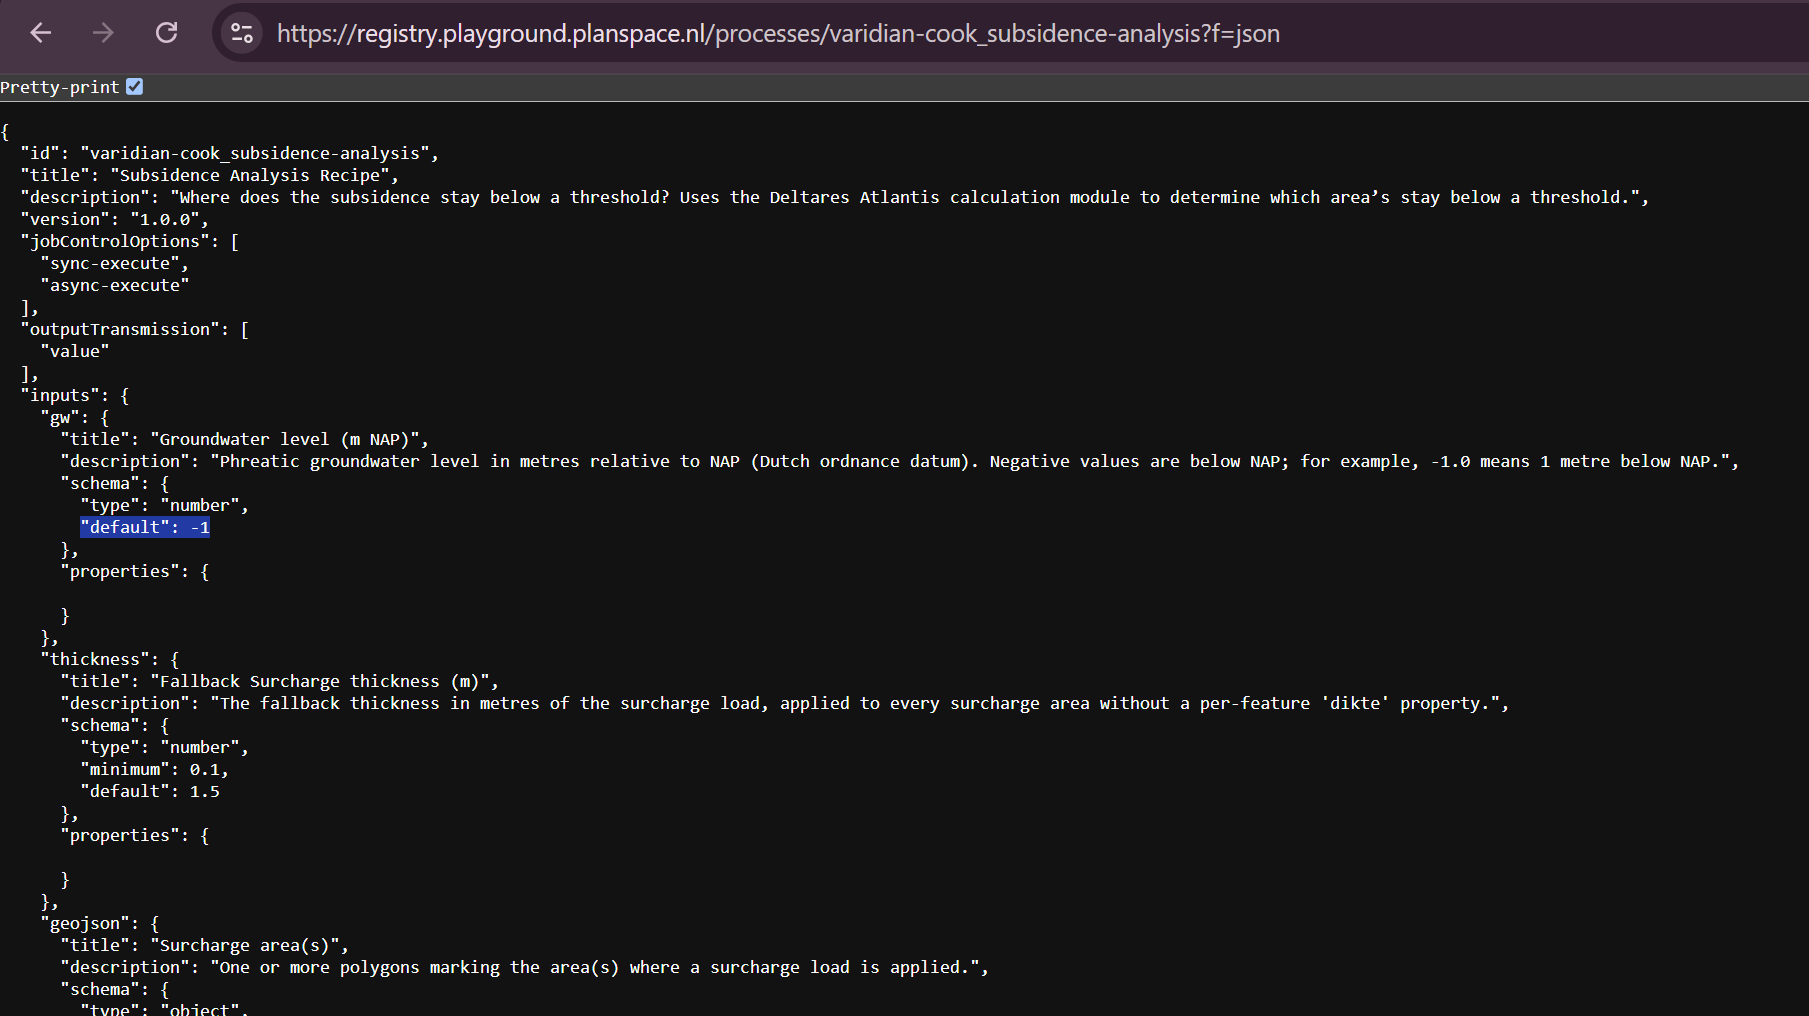 https://registry.playground.planspace.nl/processes/varidian-cook_subsidence-analysis?f=json
Pretty-print
{
  "id": "varidian-cook_subsidence-analysis",
  "title": "Subsidence Analysis Recipe",
  "description": "Where does the subsidence stay below a threshold? Uses the Deltares Atlantis calculation module to determine which area’s stay below a threshold.",
  "version": "1.0.0",
  "jobControlOptions": [
    "sync-execute",
    "async-execute"
  ],
  "outputTransmission": [
    "value"
  ],
  "inputs": {
    "gw": {
      "title": "Groundwater level (m NAP)",
      "description": "Phreatic groundwater level in metres relative to NAP (Dutch ordnance datum). Negative values are below NAP; for example, -1.0 means 1 metre below NAP.",
      "schema": {
        "type": "number",
        "default": -1
      },
      "properties": {

      }
    },
    "thickness": {
      "title": "Fallback Surcharge thickness (m)",
      "description": "The fallback thickness in metres of the surcharge load, applied to every surcharge area without a per-feature 'dikte' property.",
      "schema": {
        "type": "number",
        "minimum": 0.1,
        "default": 1.5
      },
      "properties": {

      }
    },
    "geojson": {
      "title": "Surcharge area(s)",
      "description": "One or more polygons marking the area(s) where a surcharge load is applied.",
      "schema": {
        "type": "object",